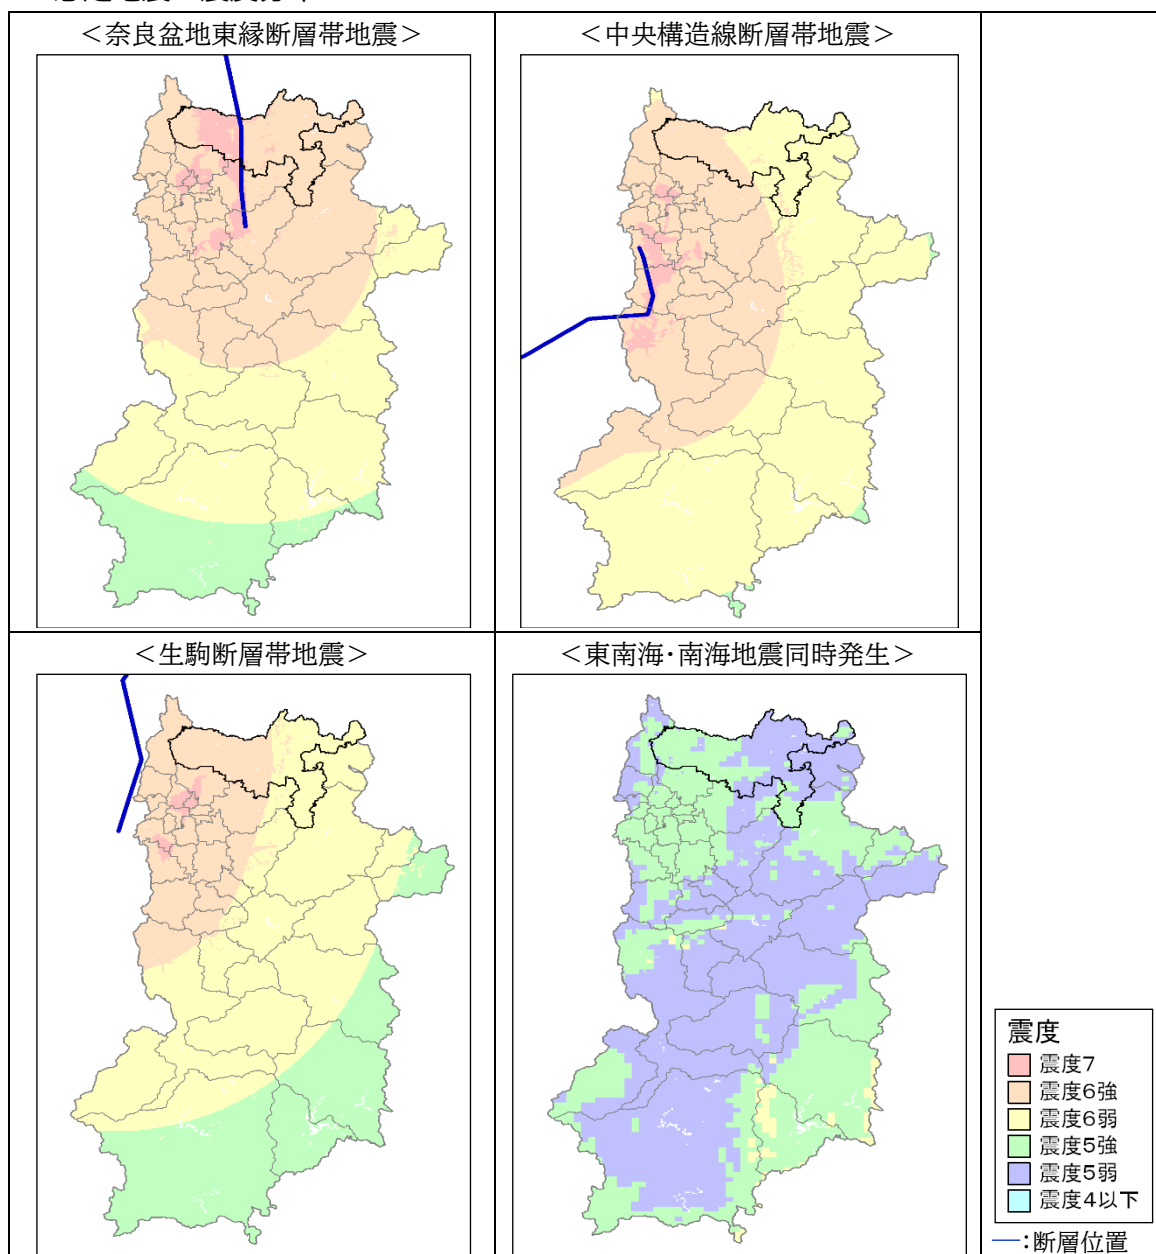 <奈良盆地東縁断層帯地震>
<中央構造線断層帯地震>
<生駒断層帯地震>
<東南海・南海地震同時発生>
震度
震度7
震度6強
震度6弱
震度5強
震度5弱
震度4以下
―:断層位置